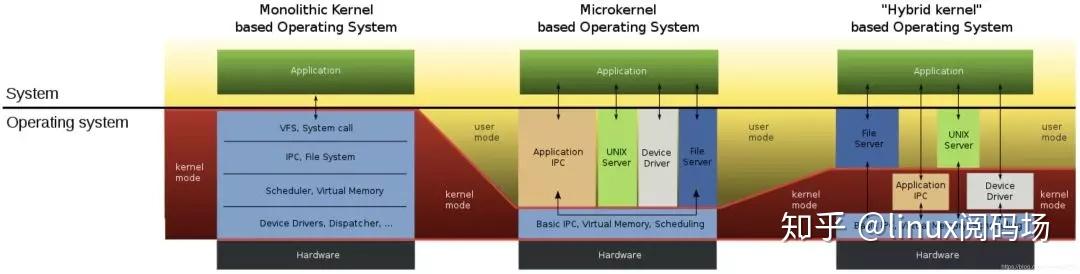 Monolithic Kernel
based Operating System
Microkernel
based Operating System
"Hybrid kernel"
based Operating System
Application
Application
Application
System
Operating system
VFS, System call
IPC, File System
Scheduler, Virtual Memory
Device Drivers, Dispatcher, ...
kernel
mode
user
mode
kernel
mode
Application
IPC
UNIX
Server
Device
Driver
File
Server
Basic IPC, Virtual Memory, Scheduling
user
mode
kernel
mode
File
Server
UNIX
Server
Application
IPC
Device
Driver
Hardware
Hardware
Hardware
知乎 @linux阅码场